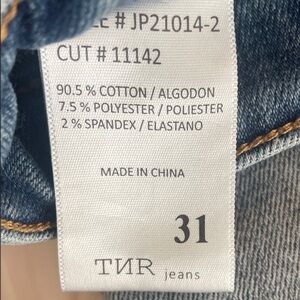 # JP21014-2
CUT # 11142
90.5 % COTTON / ALGODON
7.5 % POLYESTER / POLIESTER
2 % SPANDEX / ELASTANO
MADE IN CHINA
31
TИR jeans